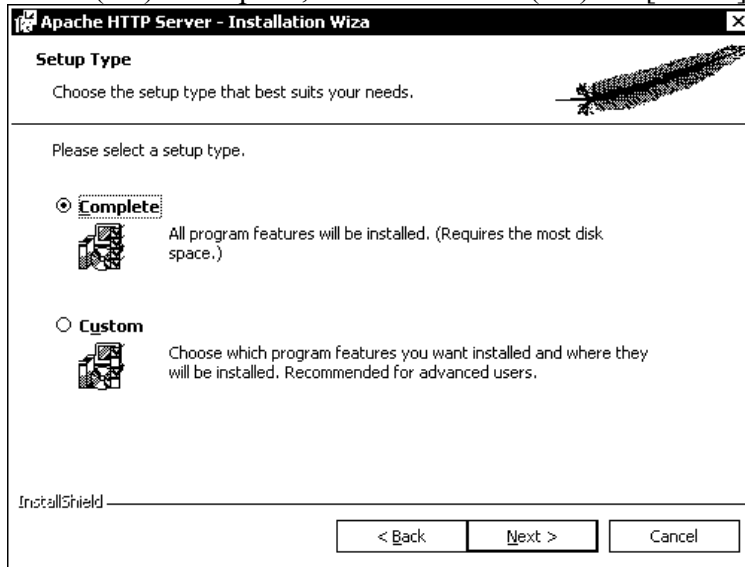 Apache HTTP Server - Installation Wiza
Setup Type
Choose the setup type that best suits your needs.
Please select a setup type.
Complete
All program features will be installed. (Requires the most disk
space.)
Custom
Choose which program features you want installed and where they
will be installed. Recommended for advanced users.
InstallShield
< Back Next > Cancel